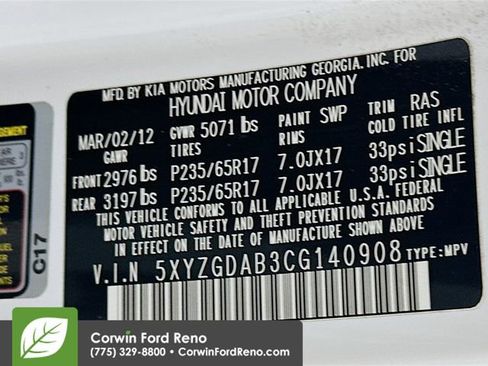 MFD. BY KIA MOTORS MANUFACTURING GEORGIA, INC. FOR
HYUNDAI MOTOR COMPANY
MAR/02/12 GVWR 5071 lbs PAINT SWP TRIM RAS
GAWR TIRES RIMS COLD TIRE INFL
FRONT 2976 lbs P235/65R17 7.0JX17 33psi SINGLE
REAR 3197 lbs P235/65R17 7.0JX17 33psi SINGLE
THIS VEHICLE CONFORMS TO ALL APPLICABLE U.S.A. FEDERAL
MOTOR VEHICLE SAFETY AND THEFT PREVENTION STANDARDS
IN EFFECT ON THE DATE OF MANUFACTURE SHOWN ABOVE.
V.I.N 5XYZGDAB3CG140908 TYPE: MPV
C17
Corwin Ford Reno
(775) 329-8800 • CorwinFordReno.com